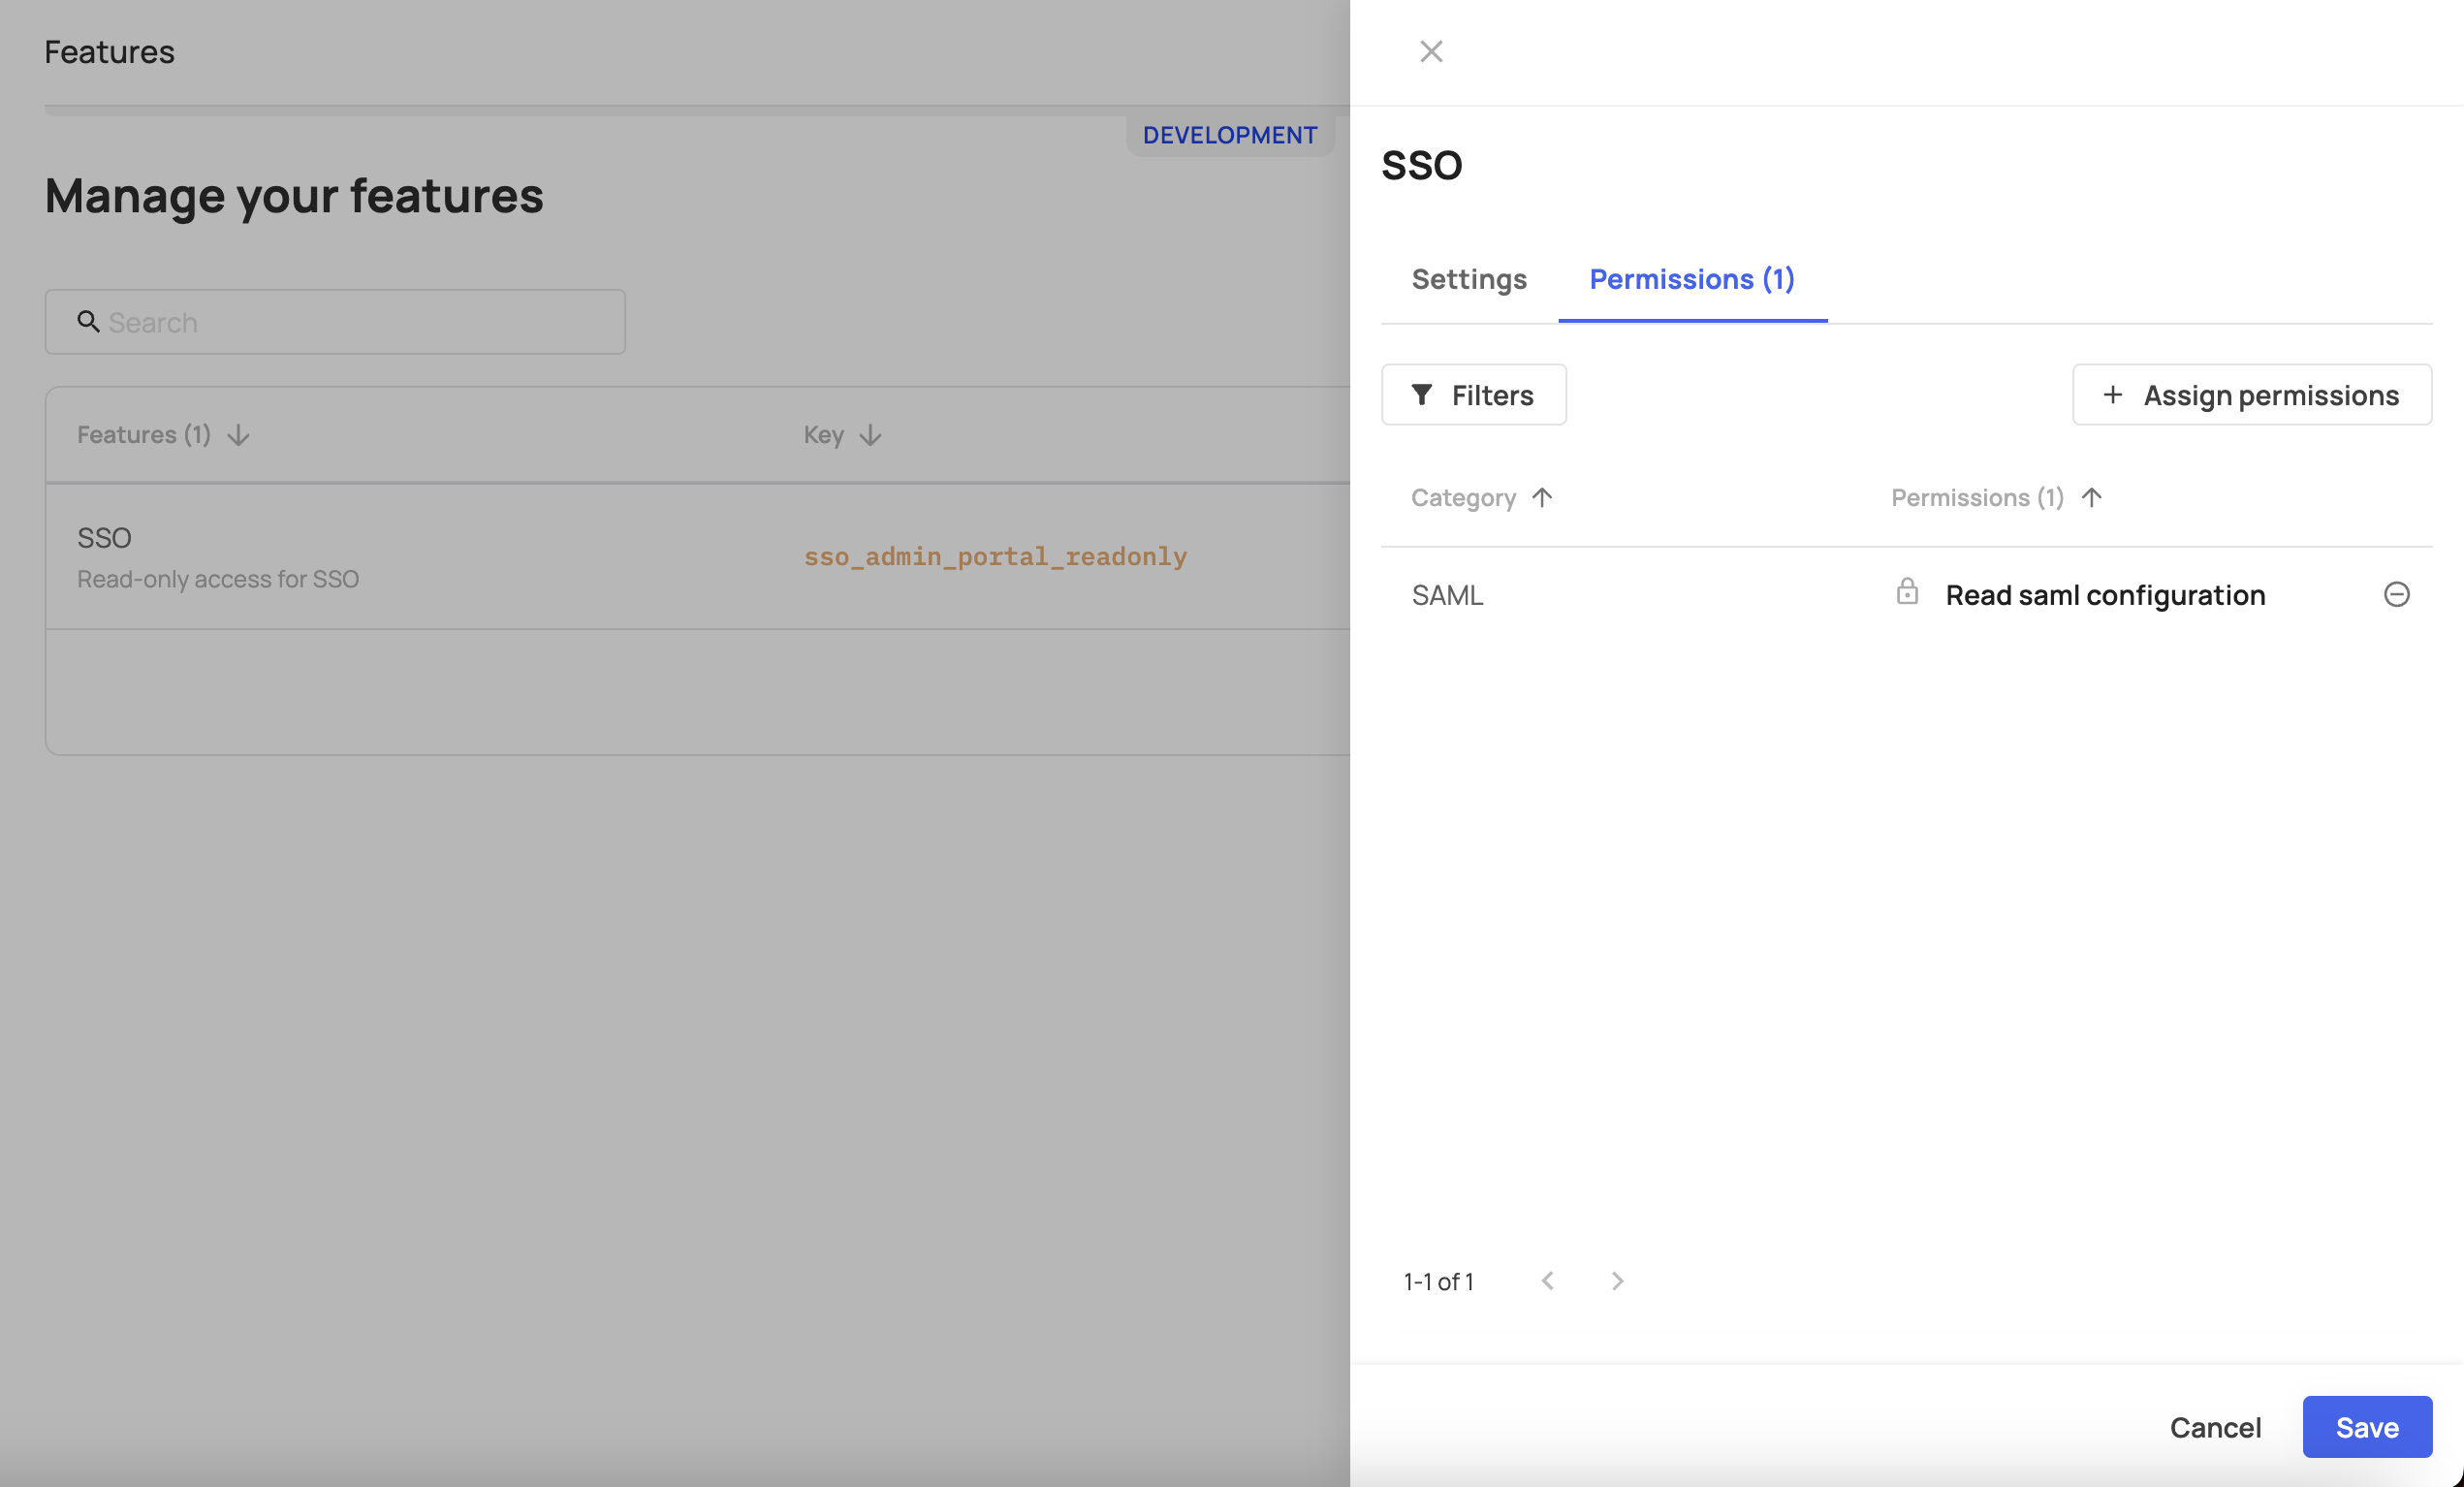 Features
DEVELOPMENT
Manage your features
Search
Features (1)
Key
SSO
Read-only access for SSO
sso_admin_portal_readonly
SSO
Settings
Permissions (1)
Filters
Assign permissions
Category
Permissions (1)
SAML
Read saml configuration
1-1 of 1
Cancel
Save